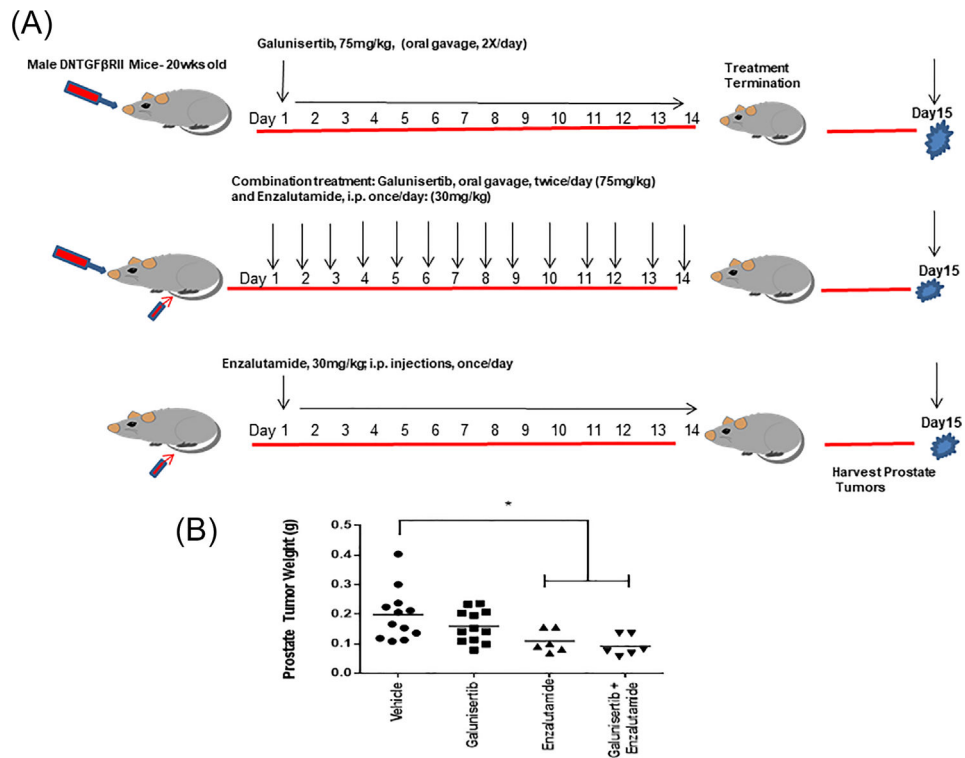 (A)
Galunisertib, 75mg/kg, (oral gavage, 2X/day)
Male DNTGFβRII Mice- 20wks old
Treatment
Termination
Day 1 2 3 4 5 6 7 8 9 10 11 12 13 14
Day15
Combination treatment: Galunisertib, oral gavage, twice/day (75mg/kg)
and Enzalutamide, i.p. once/day: (30mg/kg)
Day 1 2 3 4 5 6 7 8 9 10 11 12 13 14
Day15
Enzalutamide, 30mg/kg; i.p. injections, once/day
Day 1 2 3 4 5 6 7 8 9 10 11 12 13 14
Day15
Harvest Prostate
Tumors
(B)
*
Prostate Tumor Weight (g)
0.5
0.4
0.3
0.2
0.1
0.0
Vehicle
Galunisertib
Enzalutamide
Galunisertib +
Enzalutamide